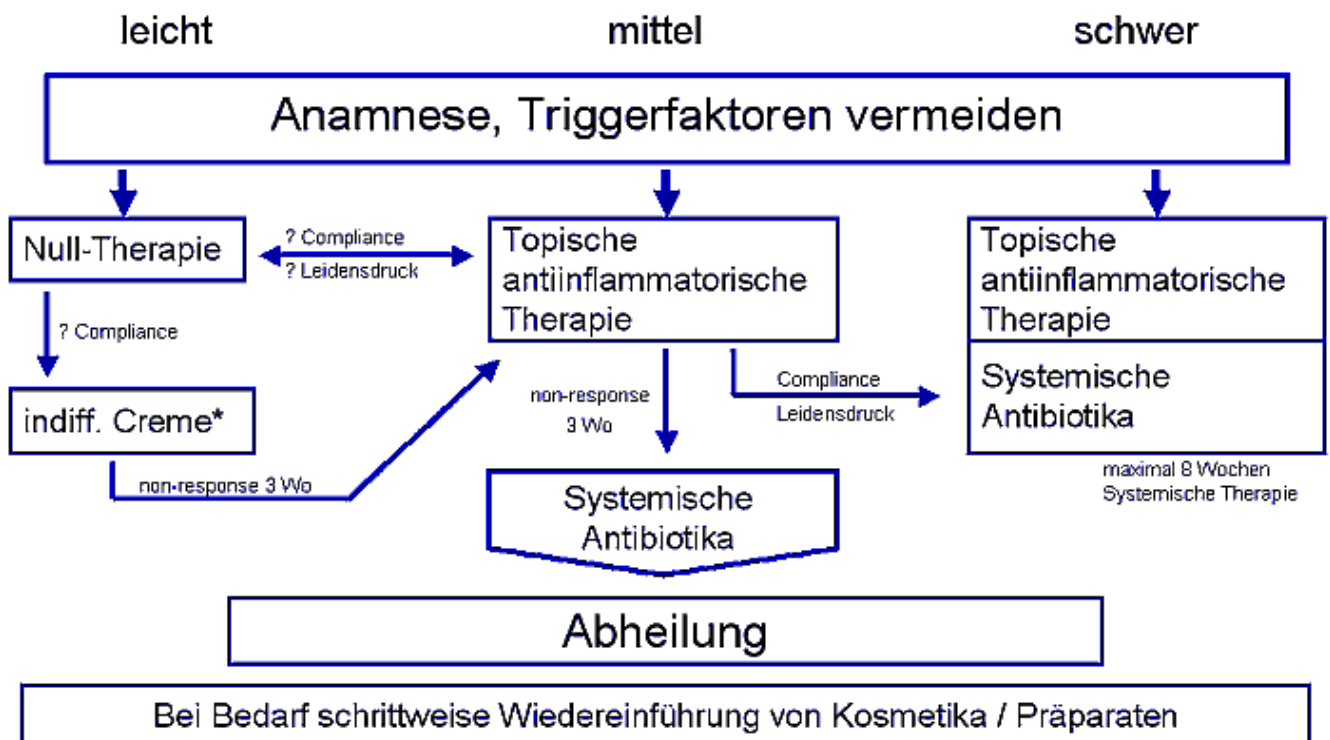 leicht
mittel
schwer
Anamnese, Triggerfaktoren vermeiden
Null-Therapie
? Compliance
? Leidensdruck
Topische
antiinflammatorische
Therapie
Topische
antiinflammatorische
Therapie
? Compliance
indiff. Creme*
non-response 3 Wo
non-response
3 Wo
Compliance
Leidensdruck
Systemische
Antibiotika
maximal 8 Wochen
Systemische Therapie
Systemische
Antibiotika
Abheilung
Bei Bedarf schrittweise Wiedereinführung von Kosmetika / Präparaten